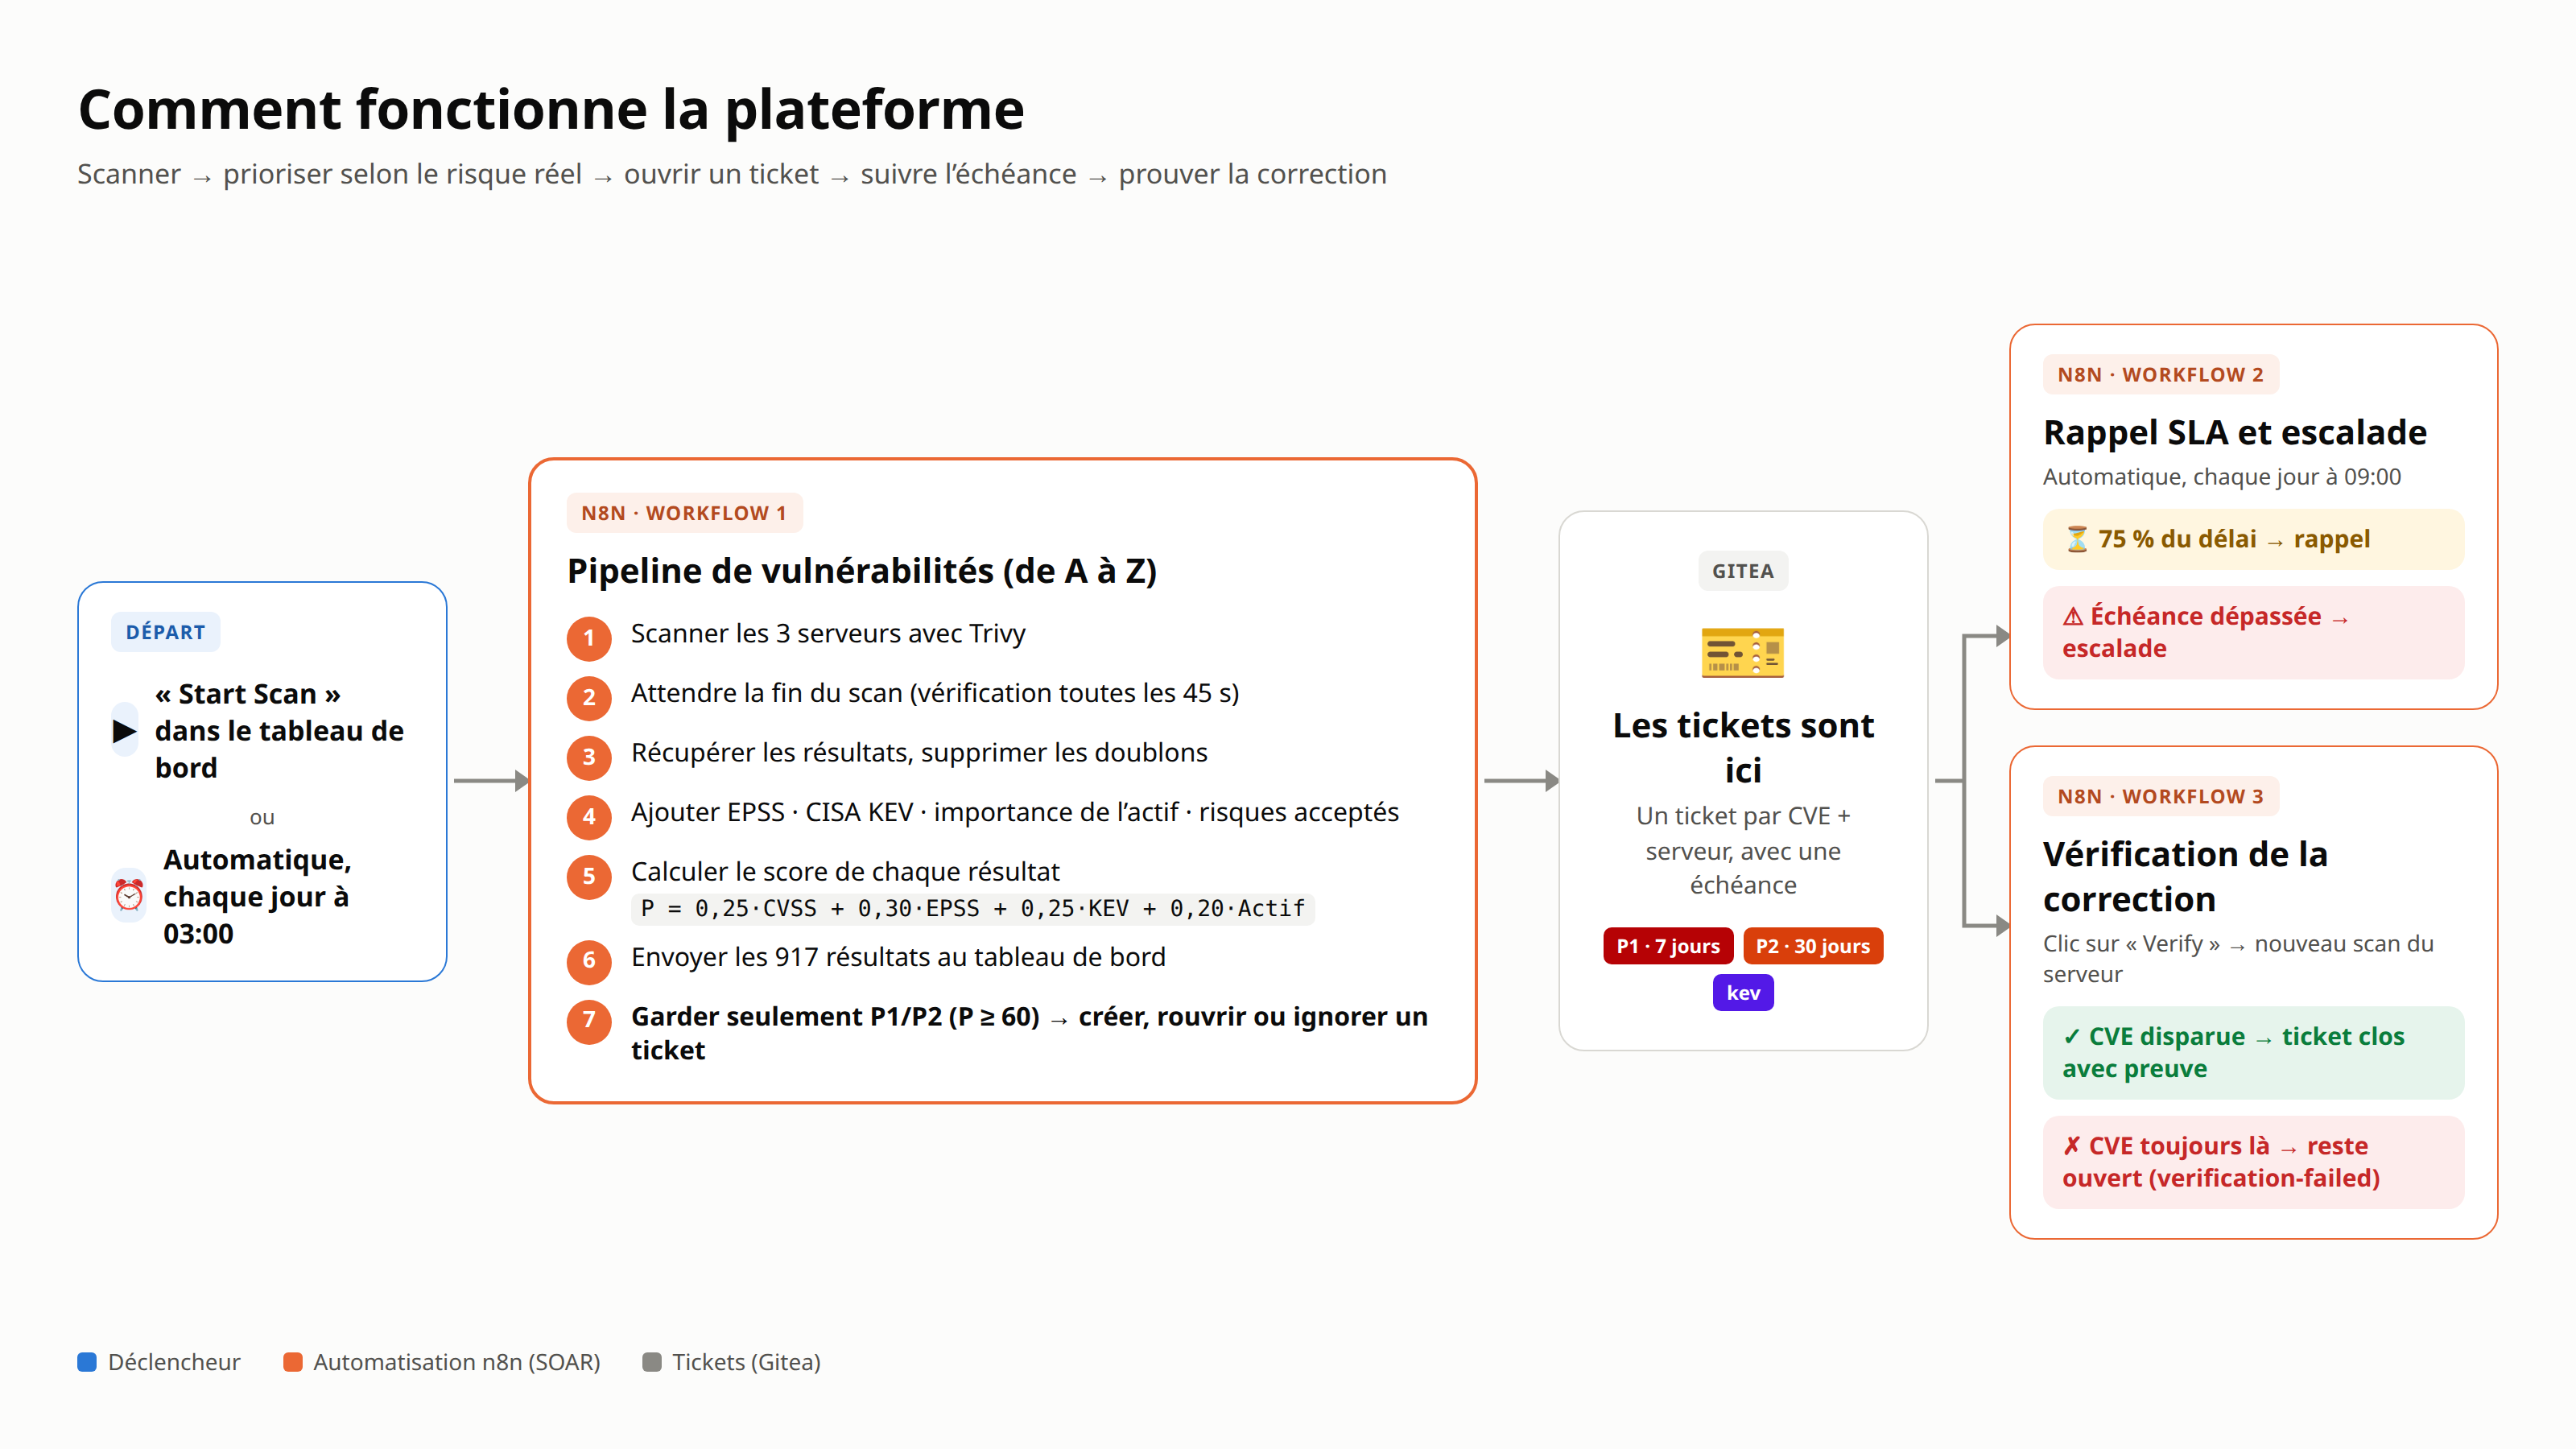 Comment fonctionne la plateforme
Scanner → prioriser selon le risque réel → ouvrir un ticket → suivre l’échéance → prouver la correction
DÉPART
« Start Scan »
dans le tableau de
bord
ou
Automatique,
chaque jour à
03:00
N8N · WORKFLOW 1
Pipeline de vulnérabilités (de A à Z)
1 Scanner les 3 serveurs avec Trivy
2 Attendre la fin du scan (vérification toutes les 45 s)
3 Récupérer les résultats, supprimer les doublons
4 Ajouter EPSS · CISA KEV · importance de l’actif · risques acceptés
5 Calculer le score de chaque résultat
P = 0,25·CVSS + 0,30·EPSS + 0,25·KEV + 0,20·Actif
6 Envoyer les 917 résultats au tableau de bord
7 Garder seulement P1/P2 (P ≥ 60) → créer, rouvrir ou ignorer un
ticket
GITEA
Les tickets sont
ici
Un ticket par CVE +
serveur, avec une
échéance
P1 · 7 jours P2 · 30 jours
kev
N8N · WORKFLOW 2
Rappel SLA et escalade
Automatique, chaque jour à 09:00
⏳ 75 % du délai → rappel
⚠ Échéance dépassée →
escalade
N8N · WORKFLOW 3
Vérification de la
correction
Clic sur « Verify » → nouveau scan du
serveur
✓ CVE disparue → ticket clos
avec preuve
✗ CVE toujours là → reste
ouvert (verification-failed)
Déclencheur Automatisation n8n (SOAR) Tickets (Gitea)